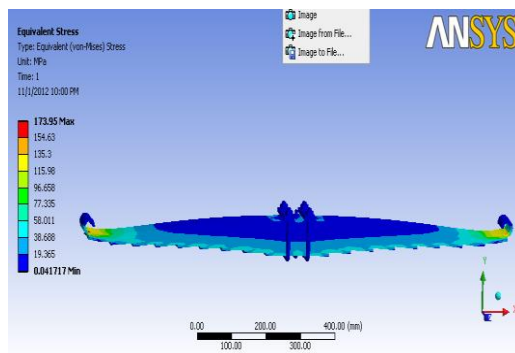 Equivalent Stress
Type: Equivalent (von-Mises) Stress
Unit: MPa
Time: 1
11/1/2012 10:00 PM
173.95 Max
154.63
135.3
115.98
96.658
77.335
58.011
38.688
19.365
0.041717 Min
Image
Image from File...
Image to File...
ANSYS
Y
0.00 200.00 400.00 (mm)
100.00 300.00